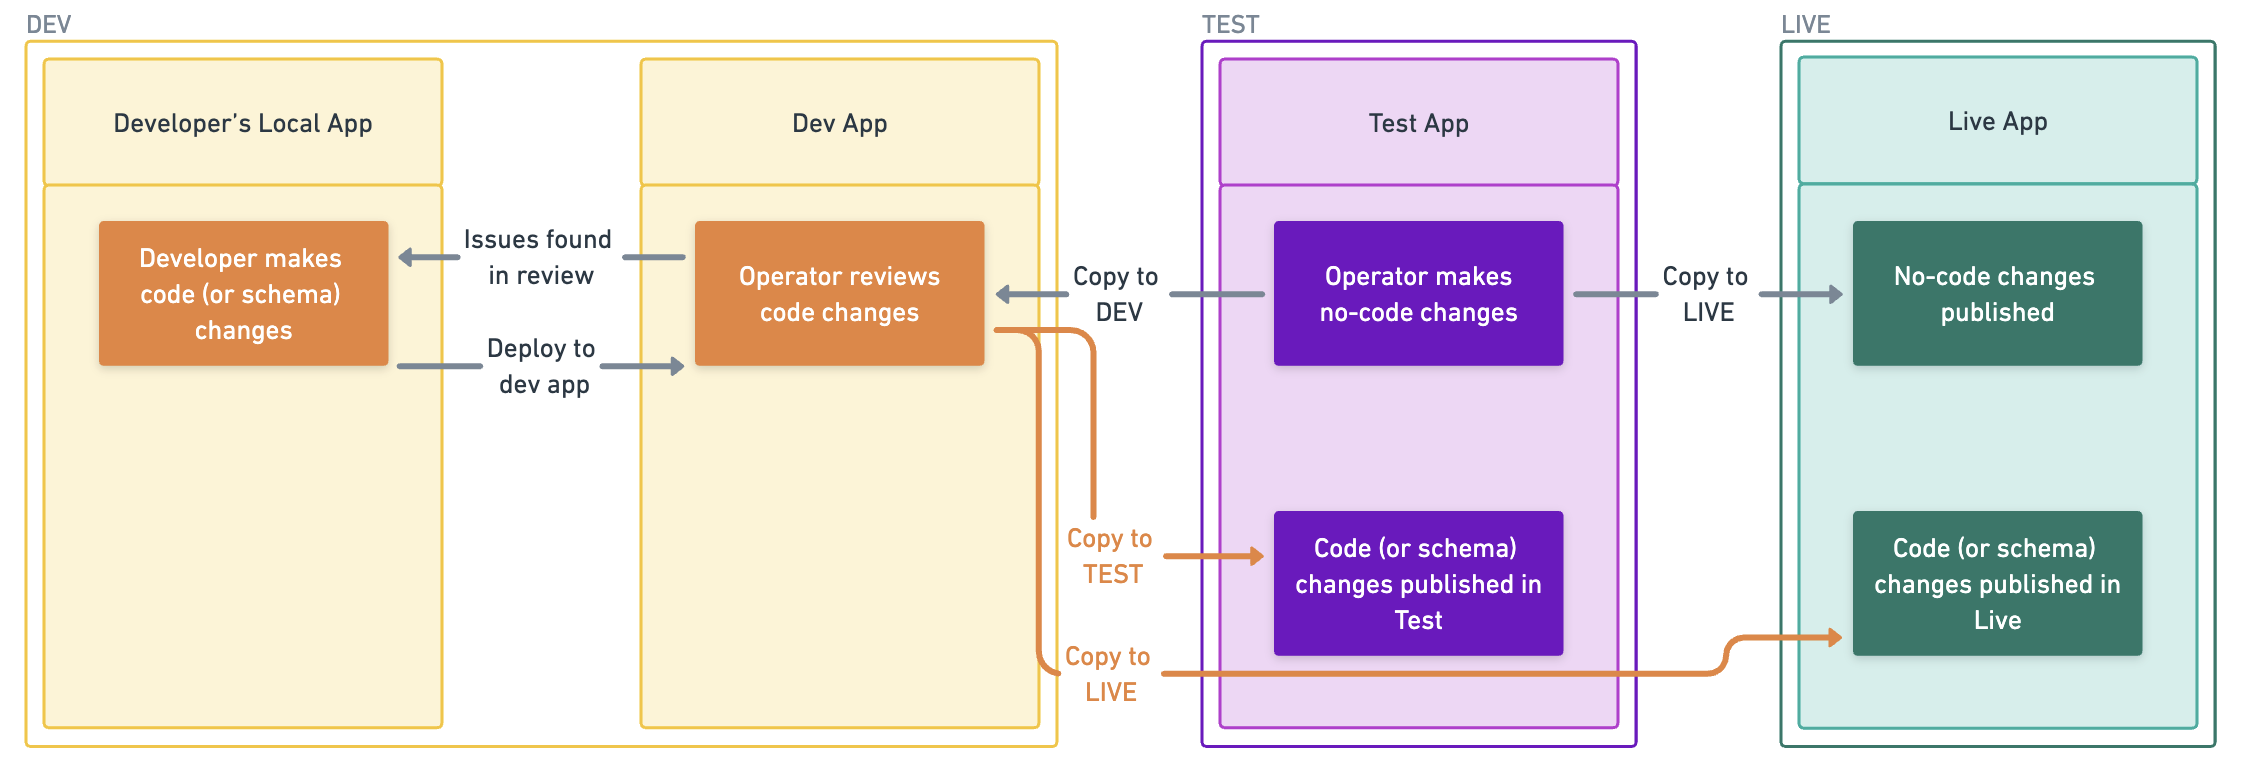 DEV
TEST
LIVE
Developer’s Local App
Dev App
Test App
Live App
Developer makes
code (or schema)
changes
Issues found
in review
Deploy to
dev app
Operator reviews
code changes
Copy to
DEV
Operator makes
no-code changes
Copy to
LIVE
No-code changes
published
Copy to
TEST
Code (or schema)
changes published in
Test
Copy to
LIVE
Code (or schema)
changes published in
Live